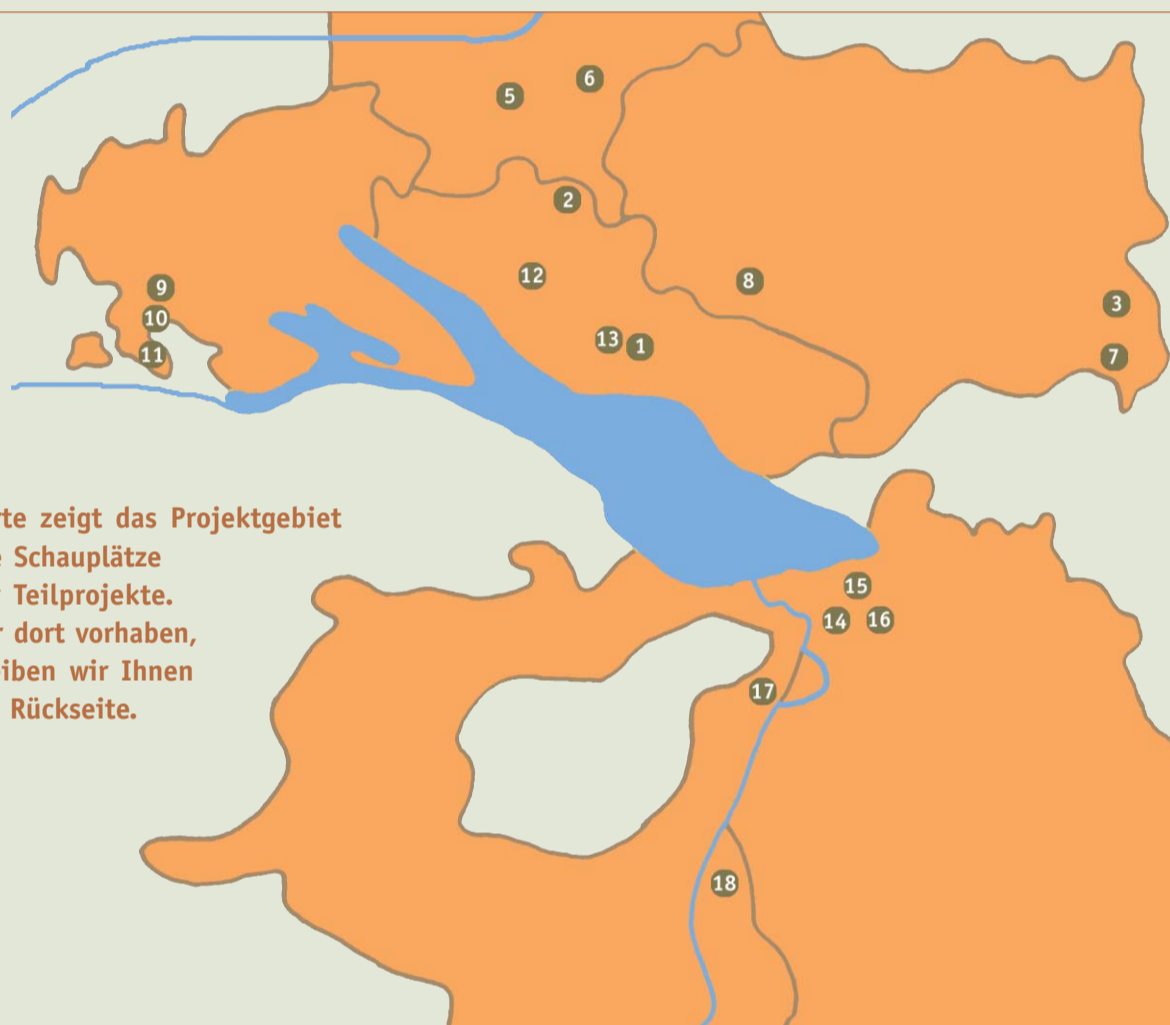 6
5
2
12
8
9
3
10
13 1
11
7
zeigt das Projektgebiet
Schauplätze
Teilprojekte.
dort vorhaben,
wir Ihnen
Rückseite.
15
14 16
17
18